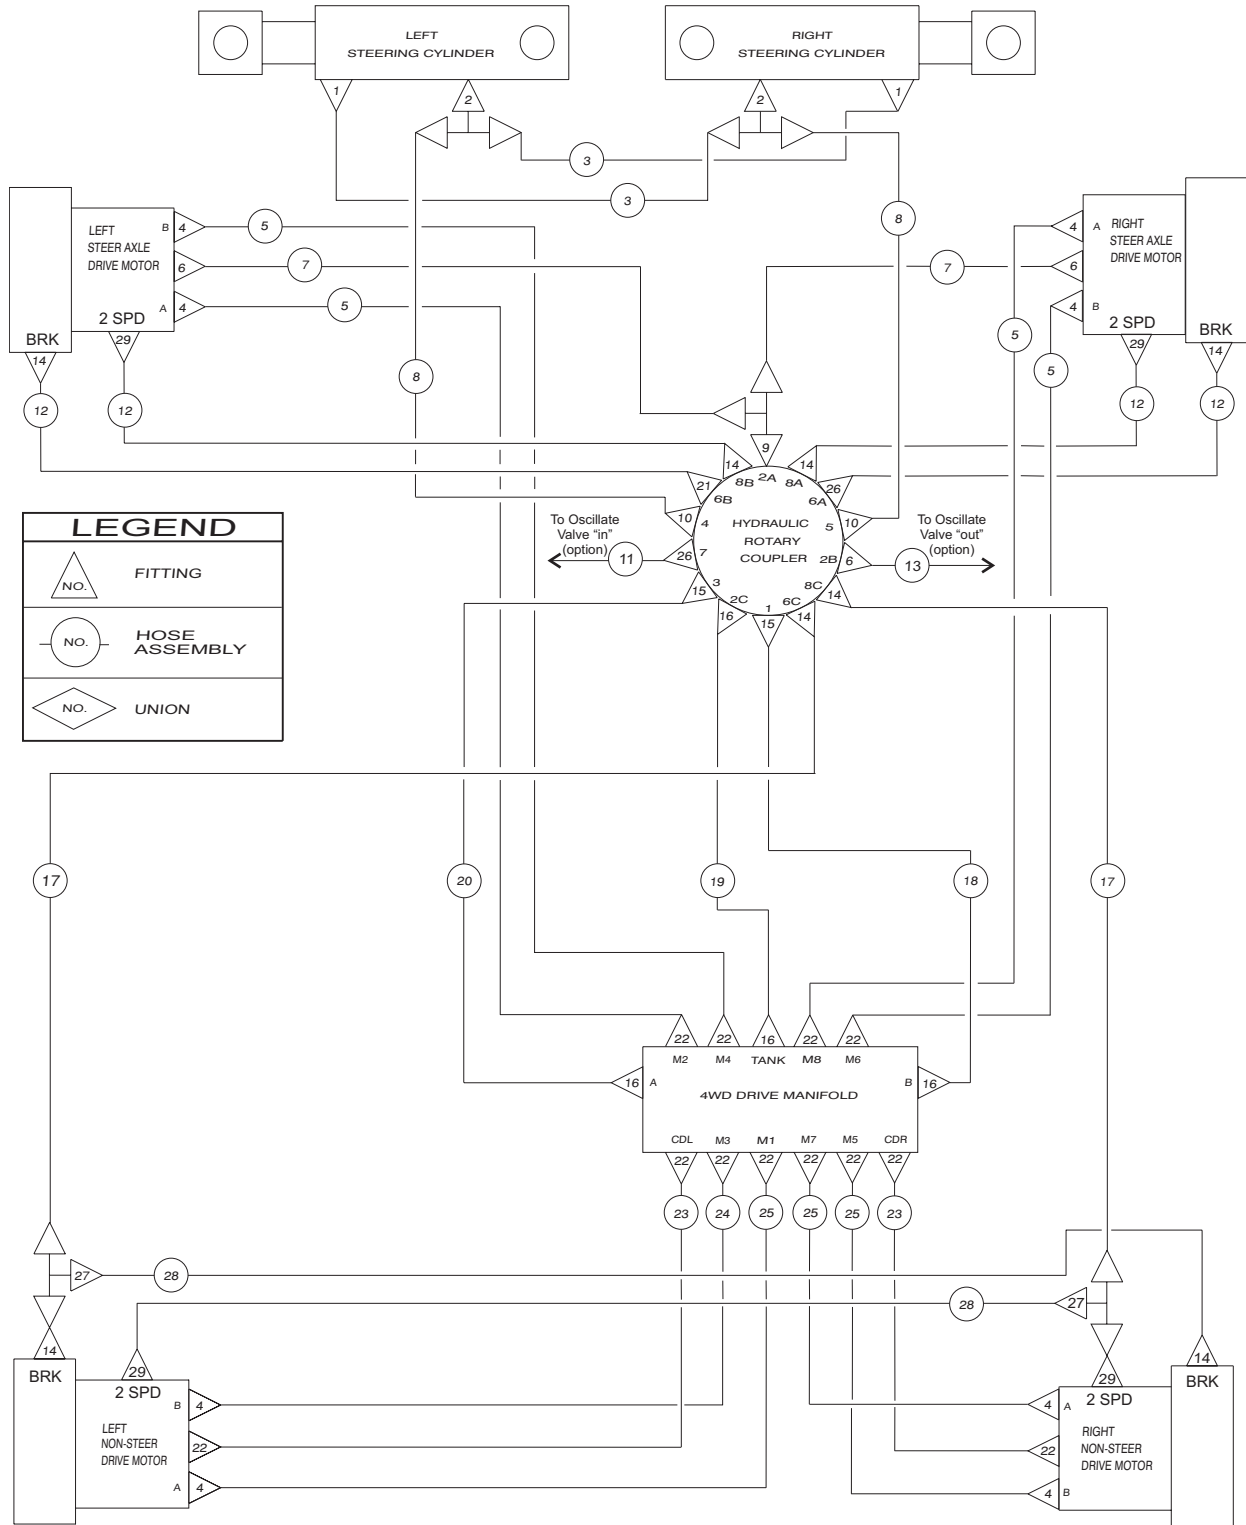 LEFT
STEERING CYLINDER
RIGHT
STEERING CYLINDER
1
2
2
1
3
3
8
LEFT
STEER AXLE
DRIVE MOTOR
B
4
5
6
7
A
4
5
2 SPD
BRK
29
14
12
12
8
RIGHT
STEER AXLE
DRIVE MOTOR
4
A
6
7
4
B
5
5
2 SPD
BRK
29
14
12
12
9
14
14
21
26
8B
2A
8A
6B
6A
10
10
4
5
HYDRAULIC
ROTARY
COUPLER
26
7
2B
6
3
8C
15
14
2C
1
6C
16
15
14
To Oscillate
Valve "in"
(option)
11
To Oscillate
Valve "out"
(option)
13
LEGEND
NO.
FITTING
NO.
HOSE
ASSEMBLY
NO.
UNION
17
20
19
18
17
22
22
16
22
22
M2
M4
TANK
M8
M6
16
A
B
16
4WD DRIVE MANIFOLD
CDL
M3
M1
M7
M5
CDR
22
22
22
22
22
22
23
24
25
25
25
23
27
28
28
27
14
BRK
29
2 SPD
LEFT
NON-STEER
DRIVE MOTOR
B
4
22
A
4
29
2 SPD
14
BRK
RIGHT
NON-STEER
DRIVE MOTOR
4
A
22
4
B